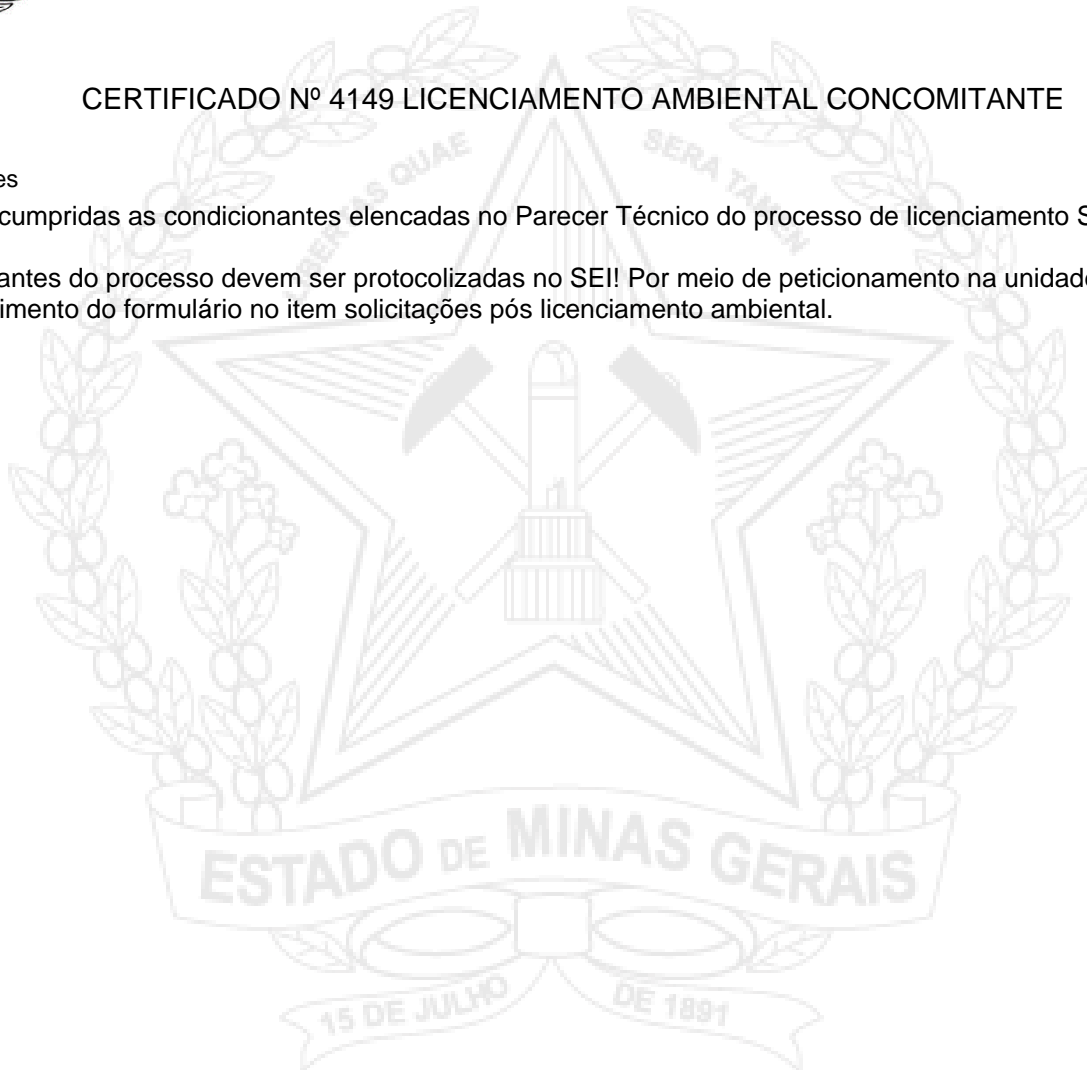 CERTIFICADO Nº 4149 LICENCIAMENTO AMBIENTAL CONCOMITANTE
es
cumpridas as condicionantes elencadas no Parecer Técnico do processo de licenciamento S
antes do processo devem ser protocolizadas no SEI! Por meio de peticionamento na unidade
imento do formulário no item solicitações pós licenciamento ambiental.
QUAE SERA TAMEN
ESTADO DE MINAS GERAIS
15 DE JULHO DE 1891